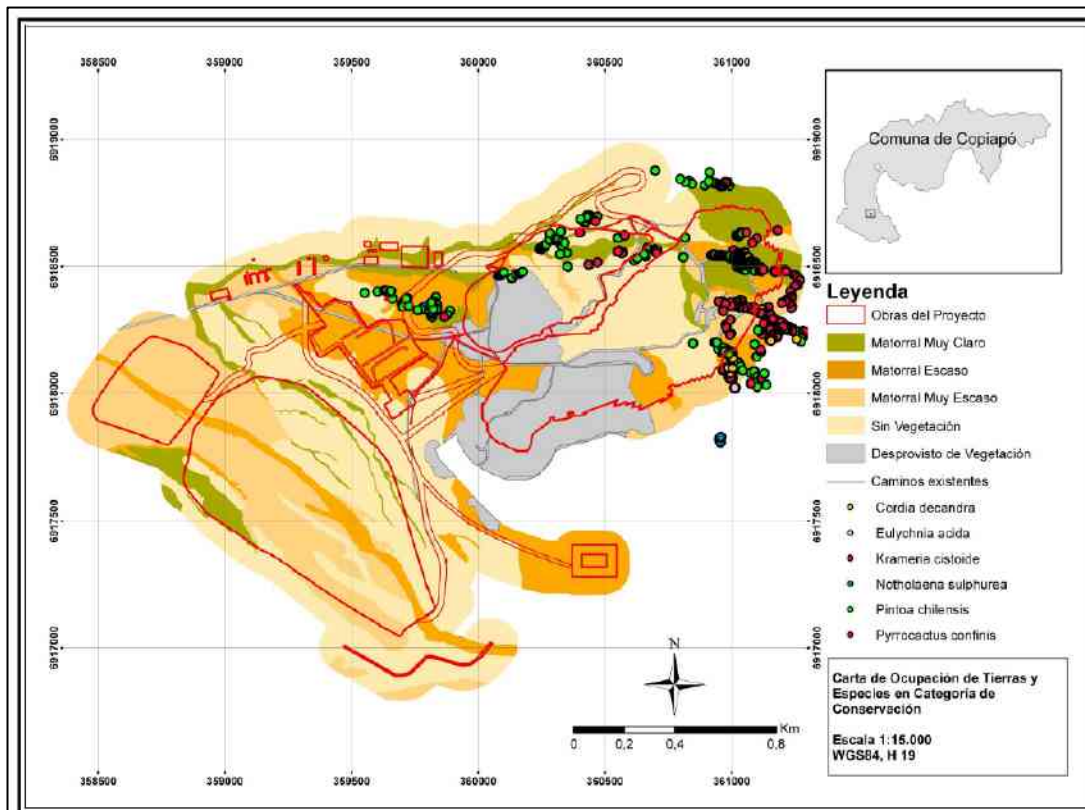 358500 359000 359500 360000 360500 361000
6919000
6918500
6918000
6917500
6917000
6919000
6918500
6918000
6917500
6917000
358500 359000 359500 360000 360500 361000
N
Km
0 0,2 0,4 0,8
Comuna de Copiapó
Leyenda
Obras del Proyecto
Matorral Muy Claro
Matorral Escaso
Matorral Muy Escaso
Sin Vegetación
Desprovisto de Vegetación
Caminos existentes
Cordia decandra
Eulychnia acida
Krameria cistoide
Notholaena sulphurea
Pintoa chilensis
Pyrrocactus confinis
Carta de Ocupación de Tierras y
Especies en Categoría de
Conservación
Escala 1:15.000
WGS84, H 19